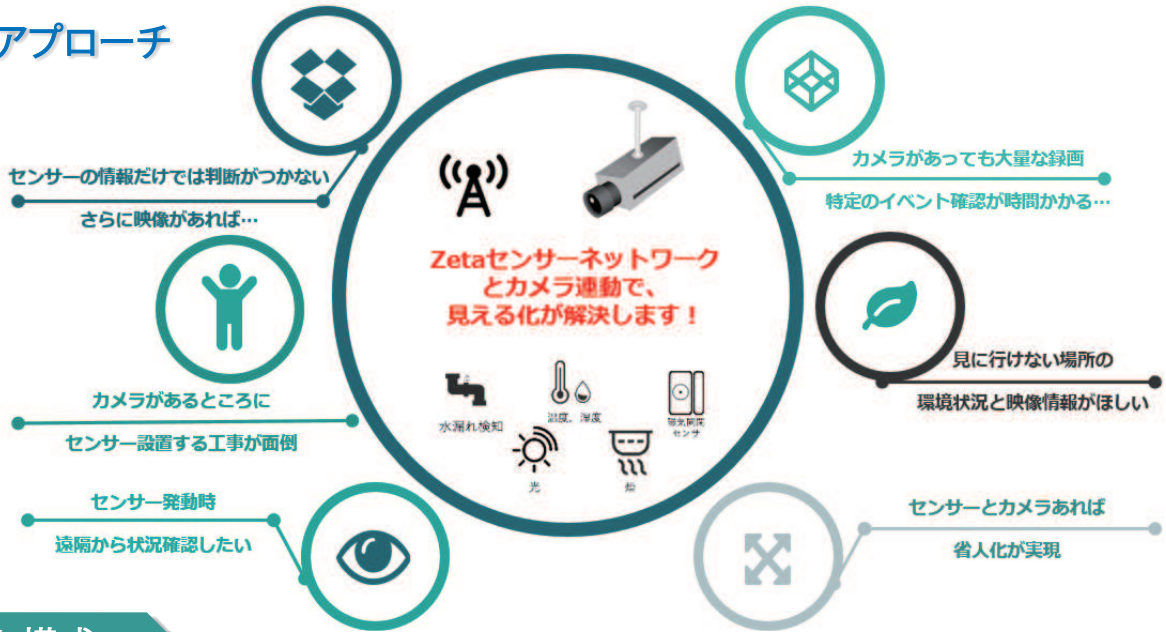 アプローチ
センサーの情報だけでは判断がつかない
さらに映像があれば…
カメラがあっても大量な録画
特定のイベント確認が時間かかる…
Zetaセンサーネットワーク
とカメラ連動で、
見える化が解決します！
カメラがあるところに
センサー設置する工事が面倒
見に行けない場所の
環境状況と映像情報がほしい
水漏れ検知
温度、湿度
磁気開閉
センサ
光
センサー発動時
遠隔から状況確認したい
センサーとカメラあれば
省人化が実現